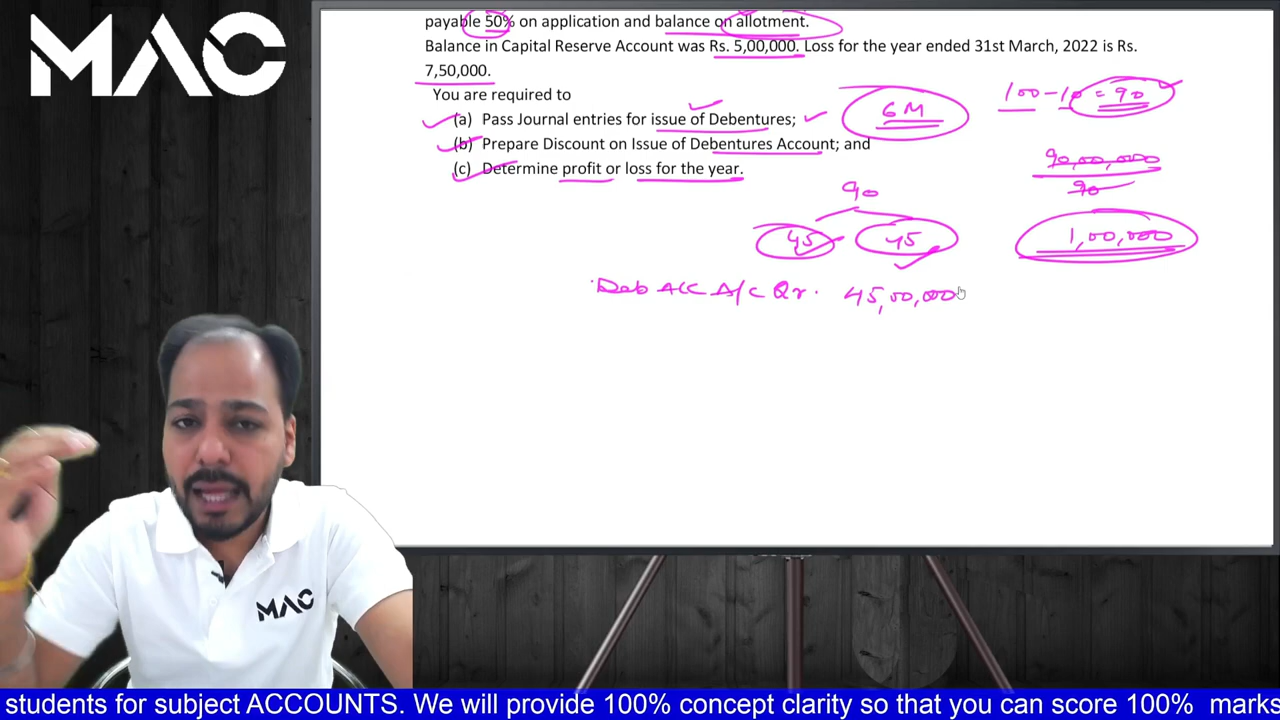 MAC
payable 50% on application and balance on allotment.
Balance in Capital Reserve Account was Rs. 5,00,000. Loss for the year ended 31st March, 2022 is Rs.
7,50,000.
You are required to
(a) Pass Journal entries for issue of Debentures;
(b) Prepare Discount on Issue of Debentures Account; and
(c) Determine profit or loss for the year.
6M
100-10 = 90
90,00,000
90
1,00,000
90
45 45
Deb All A/c Dr. 45,00,000
MAC
students for subject ACCOUNTS. We will provide 100% concept clarity so that you can score 100% marks